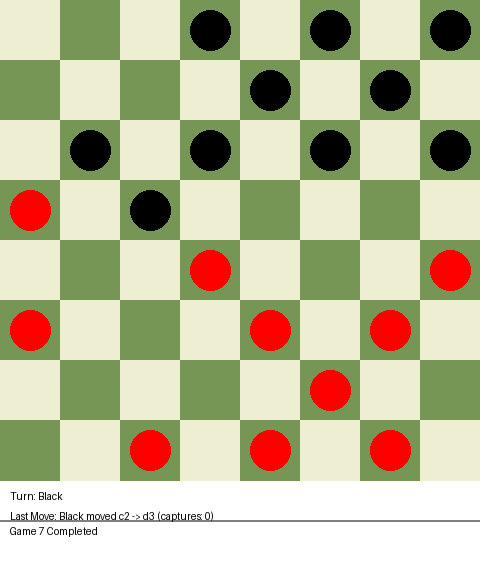 Turn: Black
Last Move: Black moved c2 -> d3 (captures: 0)
Game 7 Completed